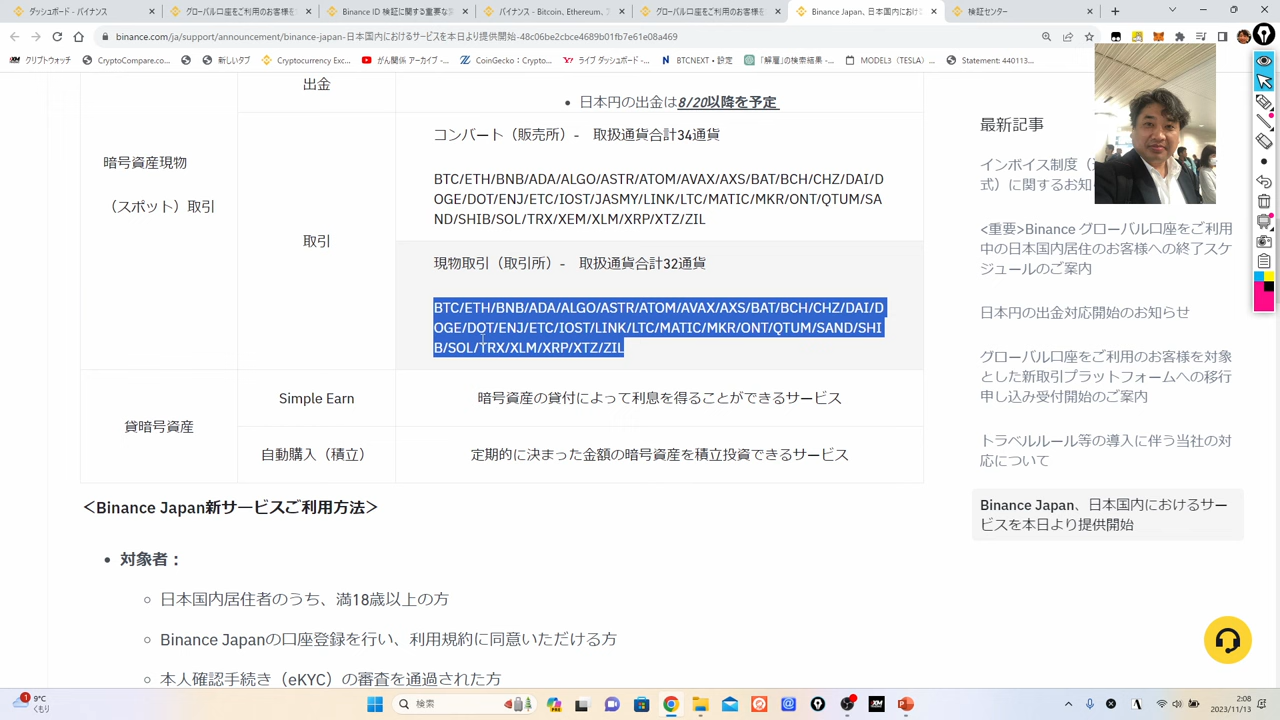 ダッシュボード - バイナンス
グローバル口座をご利用のお客様を
Binance ID 検証に関する重要な
バイナンス - Bitcoin、Ethereum、
グローバル口座をご利用のお客様を
Binance Japan、日本国内におけ
検証センター
binance.com/ja/support/announcement/binance-japan-日本国内におけるサービスを本日より提供開始-48c06be2cbce4689b01fb7e61e08a469
クリプトウォッチ
CryptoCompare.co...
新しいタブ
Cryptocurrency Exc...
がん関係 アーカイブ -...
CoinGecko : Crypto...
ライブ ダッシュボード -...
BTCNEXT • 設定
「解雇」の検索結果 -...
MODEL3（TESLA）...
Statement: 440113...
出金
日本円の出金は8/20以降を予定
暗号資産現物
（スポット）取引
取引
コンバート（販売所）-　取扱通貨合計34通貨
BTC/ETH/BNB/ADA/ALGO/ASTR/ATOM/AVAX/AXS/BAT/BCH/CHZ/DAI/D
OGE/DOT/ENJ/ETC/IOST/JASMY/LINK/LTC/MATIC/MKR/ONT/QTUM/SA
ND/SHIB/SOL/TRX/XEM/XLM/XRP/XTZ/ZIL
現物取引（取引所）-　取扱通貨合計32通貨
BTC/ETH/BNB/ADA/ALGO/ASTR/ATOM/AVAX/AXS/BAT/BCH/CHZ/DAI/D
OGE/DOT/ENJ/ETC/IOST/LINK/LTC/MATIC/MKR/ONT/QTUM/SAND/SHI
B/SOL/TRX/XLM/XRP/XTZ/ZIL
貸暗号資産
Simple Earn
暗号資産の貸付によって利息を得ることができるサービス
自動購入（積立）
定期的に決まった金額の暗号資産を積立投資できるサービス
＜Binance Japan新サービスご利用方法＞
対象者：
日本国内居住者のうち、満18歳以上の方
Binance Japanの口座登録を行い、利用規約に同意いただける方
本人確認手続き（eKYC）の審査を通過された方
最新記事
インボイス制度（
式）に関するお知
<重要>Binance グローバル口座をご利用
中の日本国内居住のお客様への終了スケ
ジュールのご案内
日本円の出金対応開始のお知らせ
グローバル口座をご利用のお客様を対象
とした新取引プラットフォームへの移行
申し込み受付開始のご案内
トラベルルール等の導入に伴う当社の対
応について
Binance Japan、日本国内におけるサー
ビスを本日より提供開始
1
9°C
くもり
検索
XM
A
2:08
2023/11/13